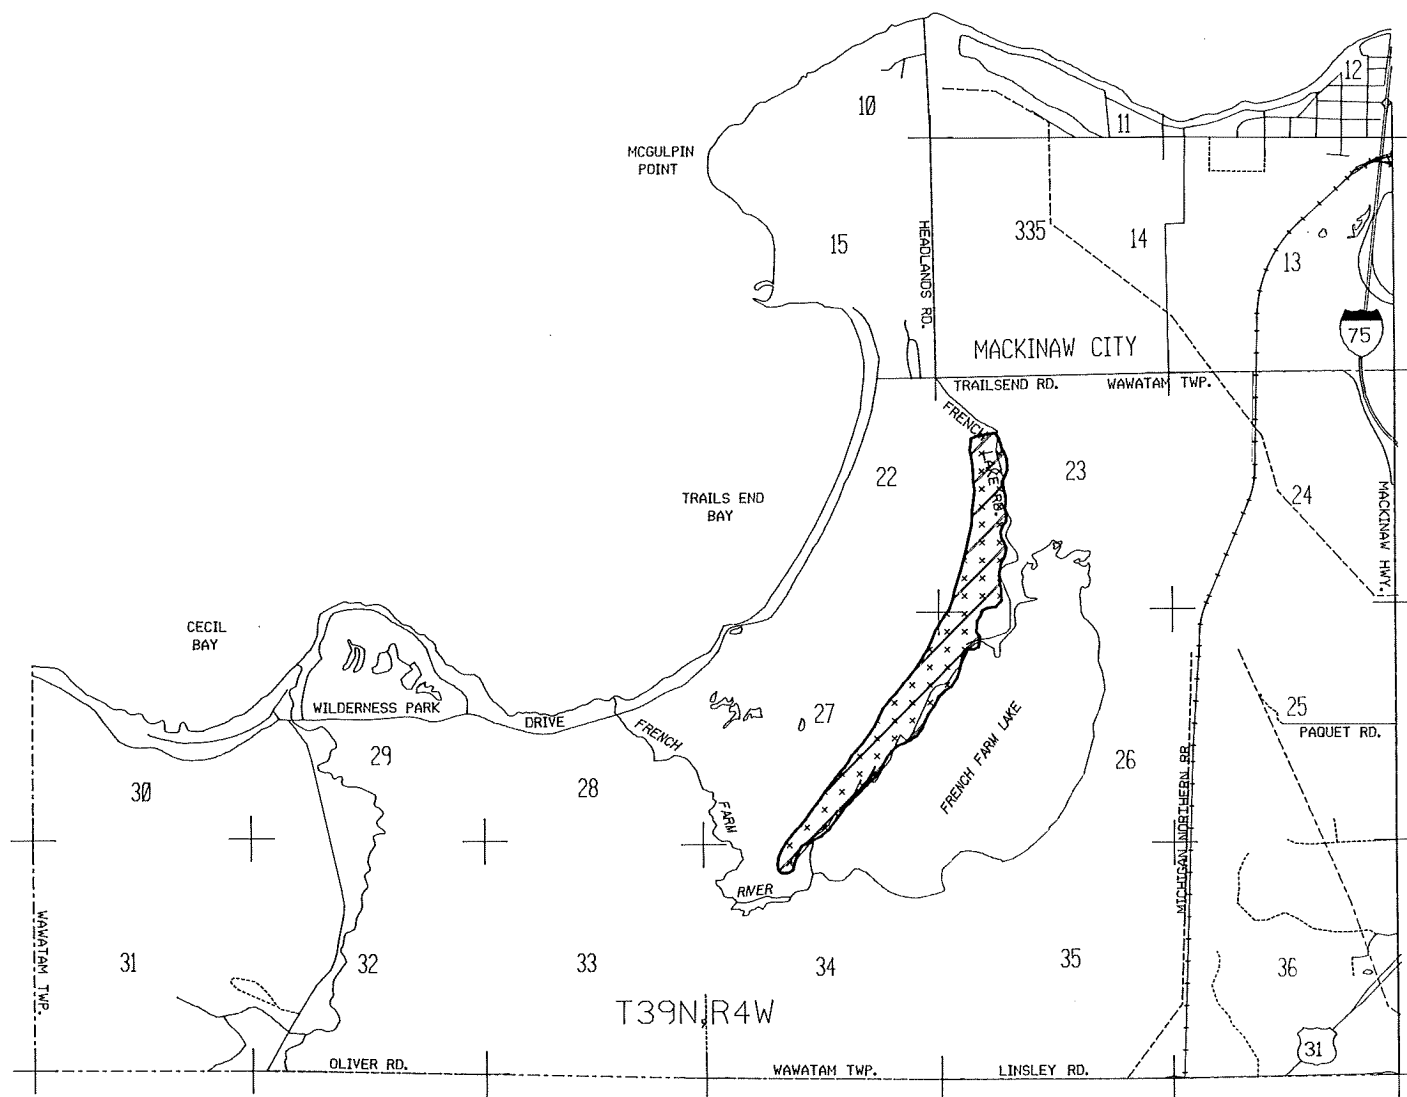 12
10
11
MCGULPIN
POINT
335
14
15
HEADLANDS RD.
13
75
MACKINAW CITY
TRAILSEND RD.
WAWATAM TWP.
FRENCH
LAKE RD.
22
23
24
TRAILS END
BAY
MACKINAW HWY.
CECIL
BAY
WILDERNESS PARK
DRIVE
FRENCH
27
25
PAQUET RD.
29
28
26
30
FARM
FRENCH FARM LAKE
MICHIGAN NORTHERN RR
RIVER
WAWATAM TWP.
31
32
33
34
35
36
T39N,R4W
31
OLIVER RD.
WAWATAM TWP.
LINSLEY RD.